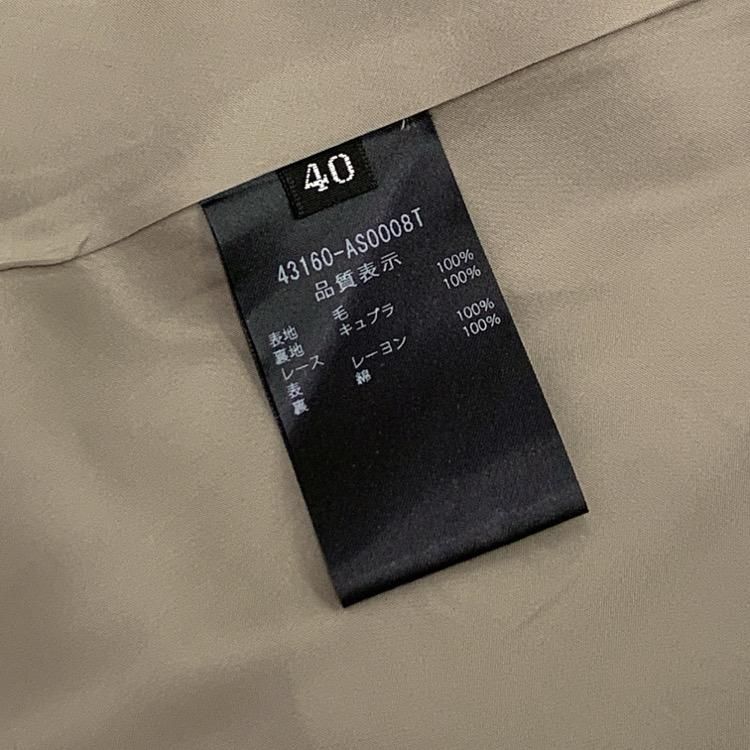 40
43160-AS0008T
品質表示
表地 毛 100%
裏地 キュプラ 100%
レース
表 レーヨン 100%
裏 綿 100%